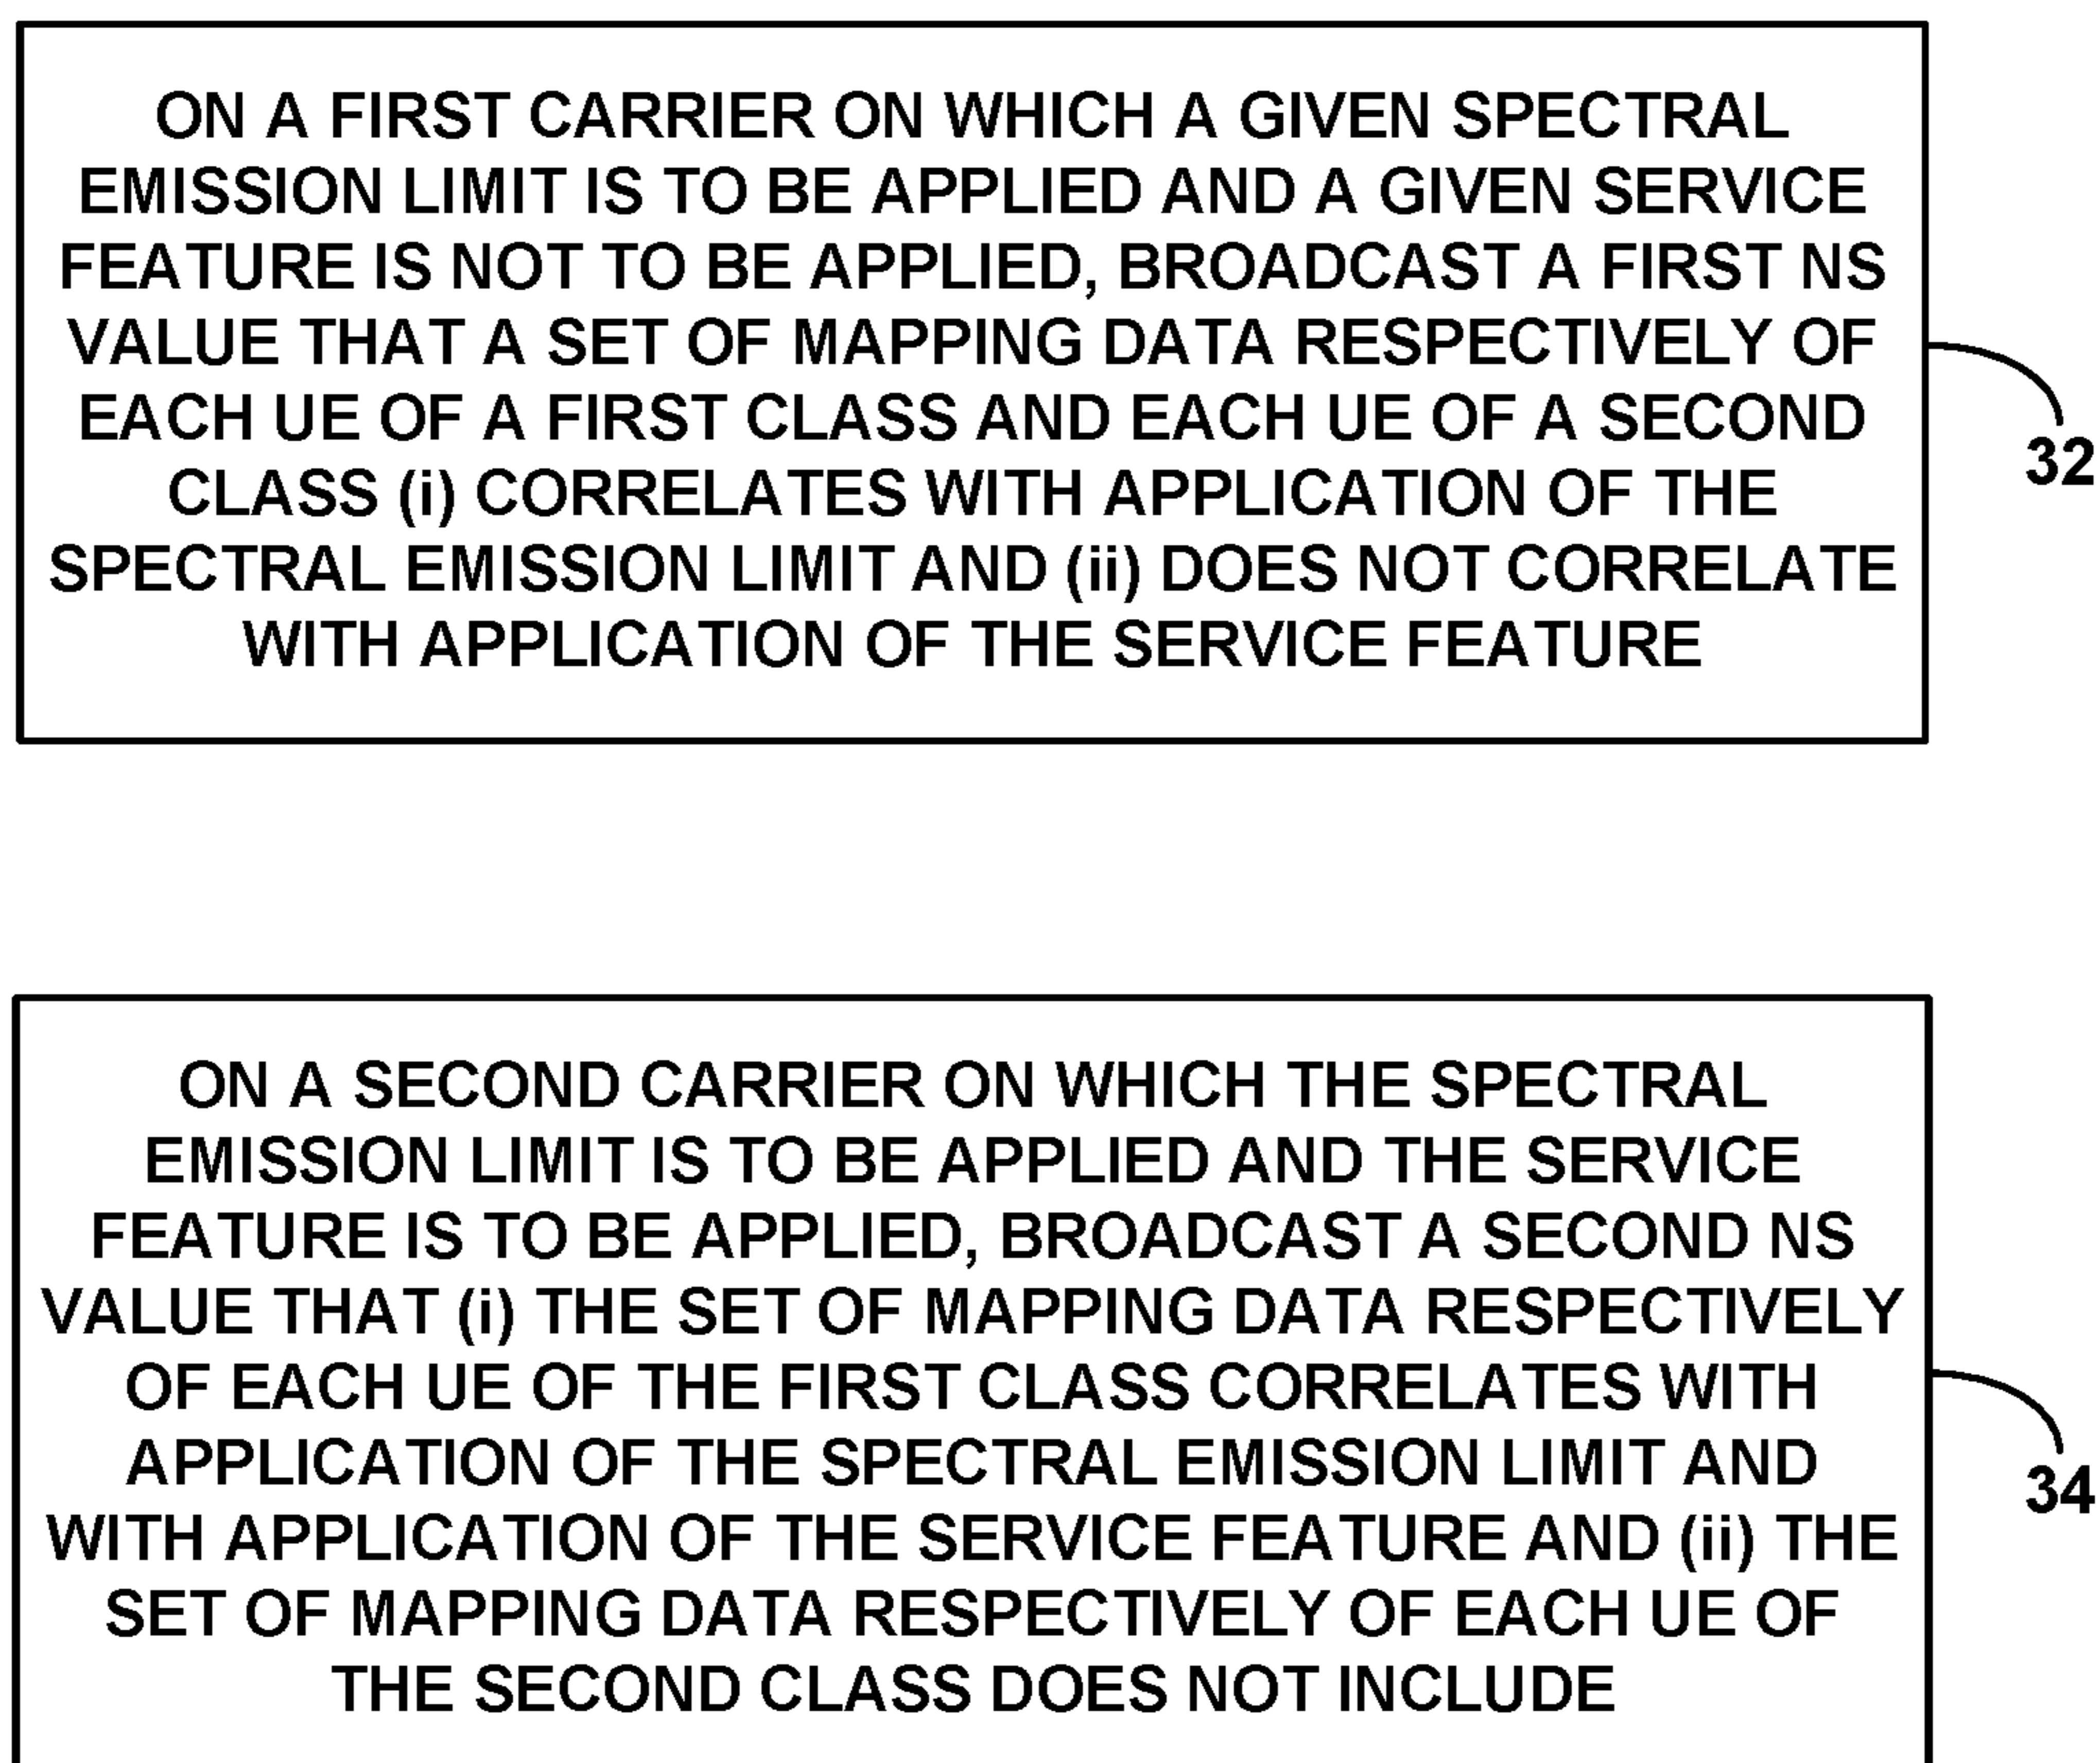 ON A FIRST CARRIER ON WHICH A GIVEN SPECTRAL
EMISSION LIMIT IS TO BE APPLIED AND A GIVEN SERVICE
FEATURE IS NOT TO BE APPLIED, BROADCAST A FIRST NS
VALUE THAT A SET OF MAPPING DATA RESPECTIVELY OF
EACH UE OF A FIRST CLASS AND EACH UE OF A SECOND
CLASS (i) CORRELATES WITH APPLICATION OF THE
SPECTRAL EMISSION LIMIT AND (ii) DOES NOT CORRELATE
WITH APPLICATION OF THE SERVICE FEATURE
32
ON A SECOND CARRIER ON WHICH THE SPECTRAL
EMISSION LIMIT IS TO BE APPLIED AND THE SERVICE
FEATURE IS TO BE APPLIED, BROADCAST A SECOND NS
VALUE THAT (i) THE SET OF MAPPING DATA RESPECTIVELY
OF EACH UE OF THE FIRST CLASS CORRELATES WITH
APPLICATION OF THE SPECTRAL EMISSION LIMIT AND
WITH APPLICATION OF THE SERVICE FEATURE AND (ii) THE
SET OF MAPPING DATA RESPECTIVELY OF EACH UE OF
THE SECOND CLASS DOES NOT INCLUDE
34